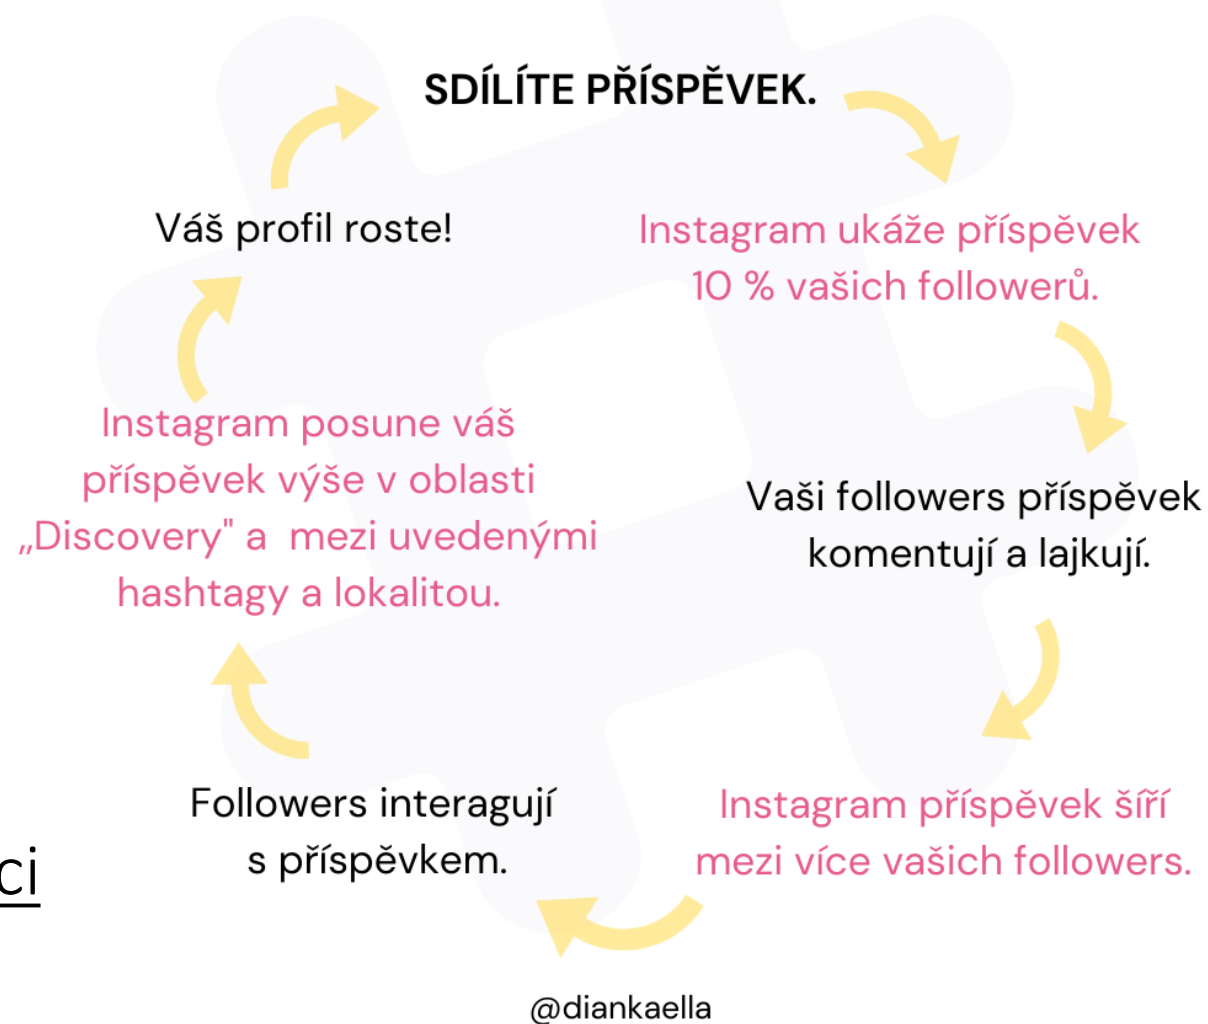 SDÍLÍTE PŘÍSPĚVEK.
Instagram ukáže příspěvek
10 % vašich followerů.
Vaši followers příspěvek
komentují a lajkují.
Instagram příspěvek šíří
mezi více vašich followers.
Followers interagují
s příspěvkem.
Instagram posune váš
příspěvek výše v oblasti
„Discovery" a  mezi uvedenými
hashtagy a lokalitou.
Váš profil roste!
ci
@diankaella